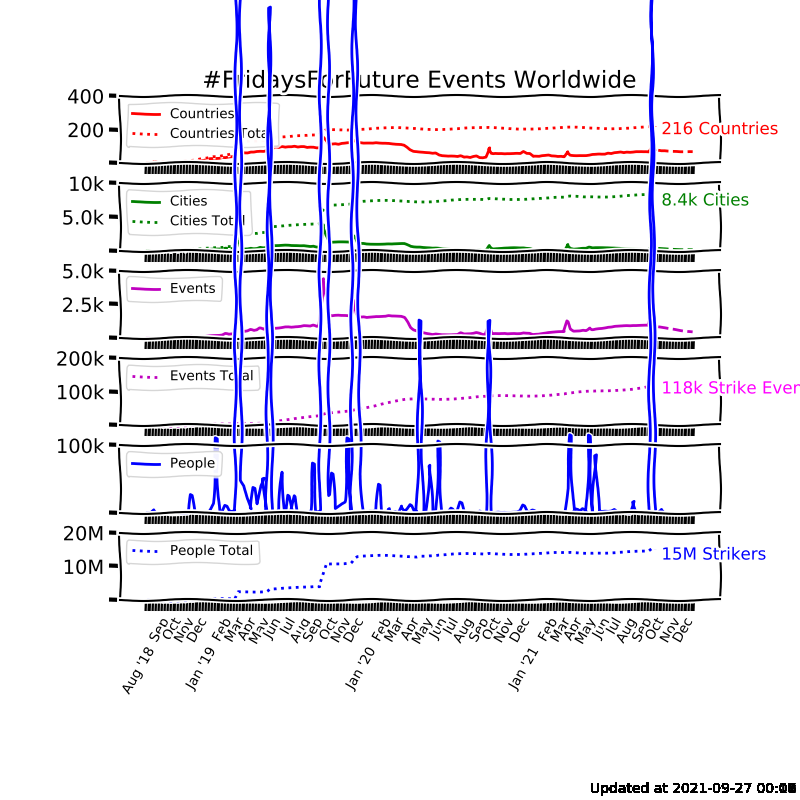 #FridaysForFuture Events Worldwide
400
200
Countries
Countries Total
216 Countries
10k
5.0k
Cities
Cities Total
8.4k Cities
5.0k
2.5k
Events
200k
100k
Events Total
118k Strike Even
100k
People
20M
10M
People Total
15M Strikers
Aug '18 Sep Oct Nov Dec Jan '19 Feb Mar Apr May Jun Jul Aug Sep Oct Nov Dec Jan '20 Feb Mar Apr May Jun Jul Aug Sep Oct Nov Dec Jan '21 Feb Mar Apr May Jun Jul Aug Sep Oct Nov Dec
Updated at 2021-09-27